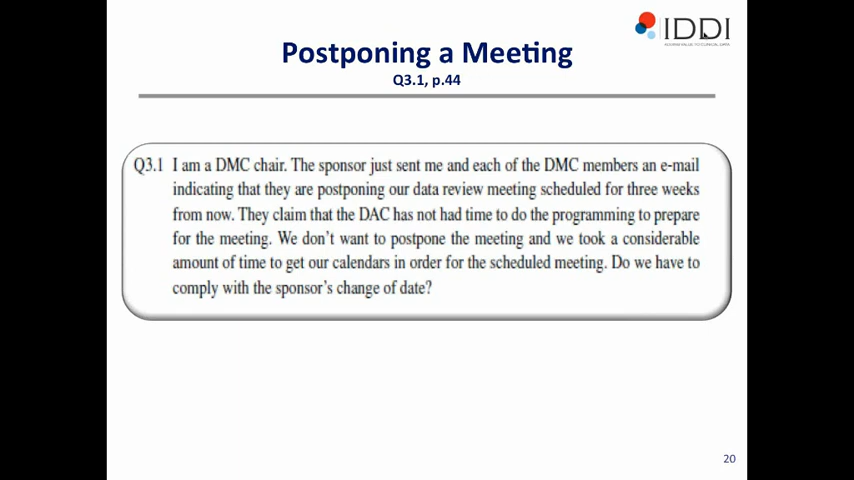 IDDI
Postponing a Meeting
Q3.1, p.44
Q3.1 I am a DMC chair. The sponsor just sent me and each of the DMC members an e-mail
indicating that they are postponing our data review meeting scheduled for three weeks
from now. They claim that the DAC has not had time to do the programming to prepare
for the meeting. We don't want to postpone the meeting and we took a considerable
amount of time to get our calendars in order for the scheduled meeting. Do we have to
comply with the sponsor's change of date?
20